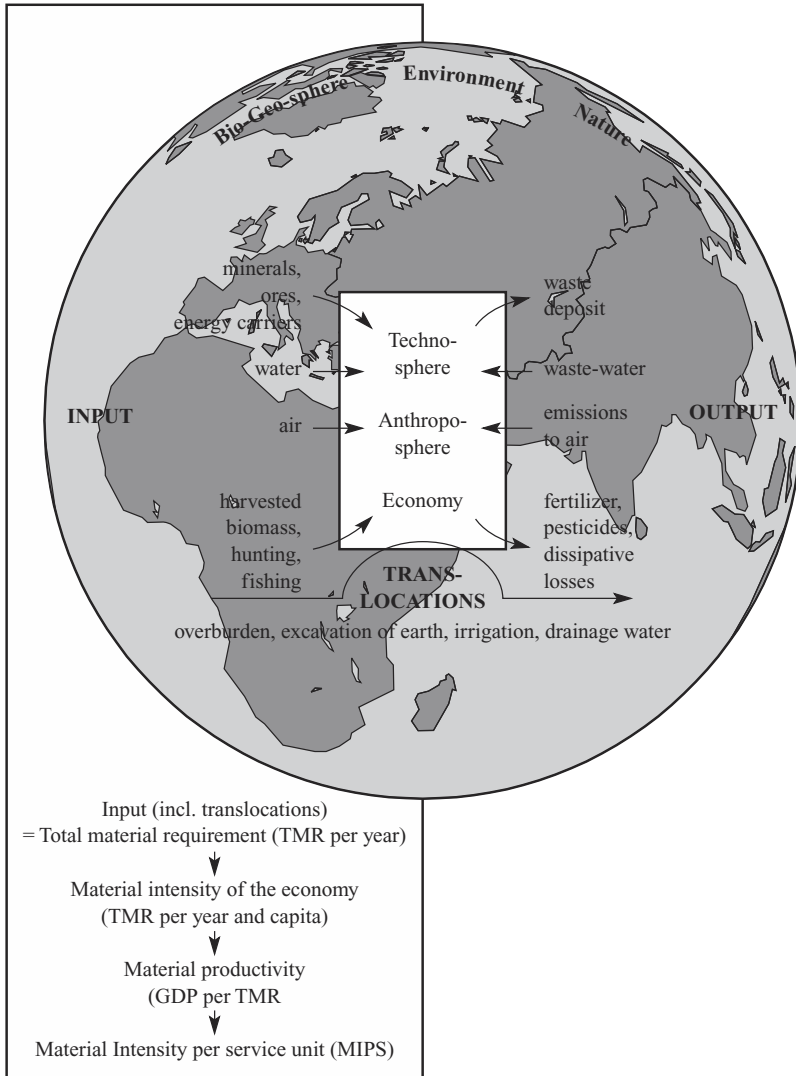 Bio-Geo-sphere
Environment
Nature
minerals,
ores,
energy carriers
water
INPUT
air
harvested
biomass,
hunting,
fishing
Techno-
sphere
Anthropo-
sphere
Economy
waste
deposit
waste-water
emissions
to air
OUTPUT
fertilizer,
pesticides,
dissipative
losses
TRANS-
LOCATIONS
overburden, excavation of earth, irrigation, drainage water
Input (incl. translocations)
= Total material requirement (TMR per year)
Material intensity of the economy
(TMR per year and capita)
Material productivity
(GDP per TMR
Material Intensity per service unit (MIPS)